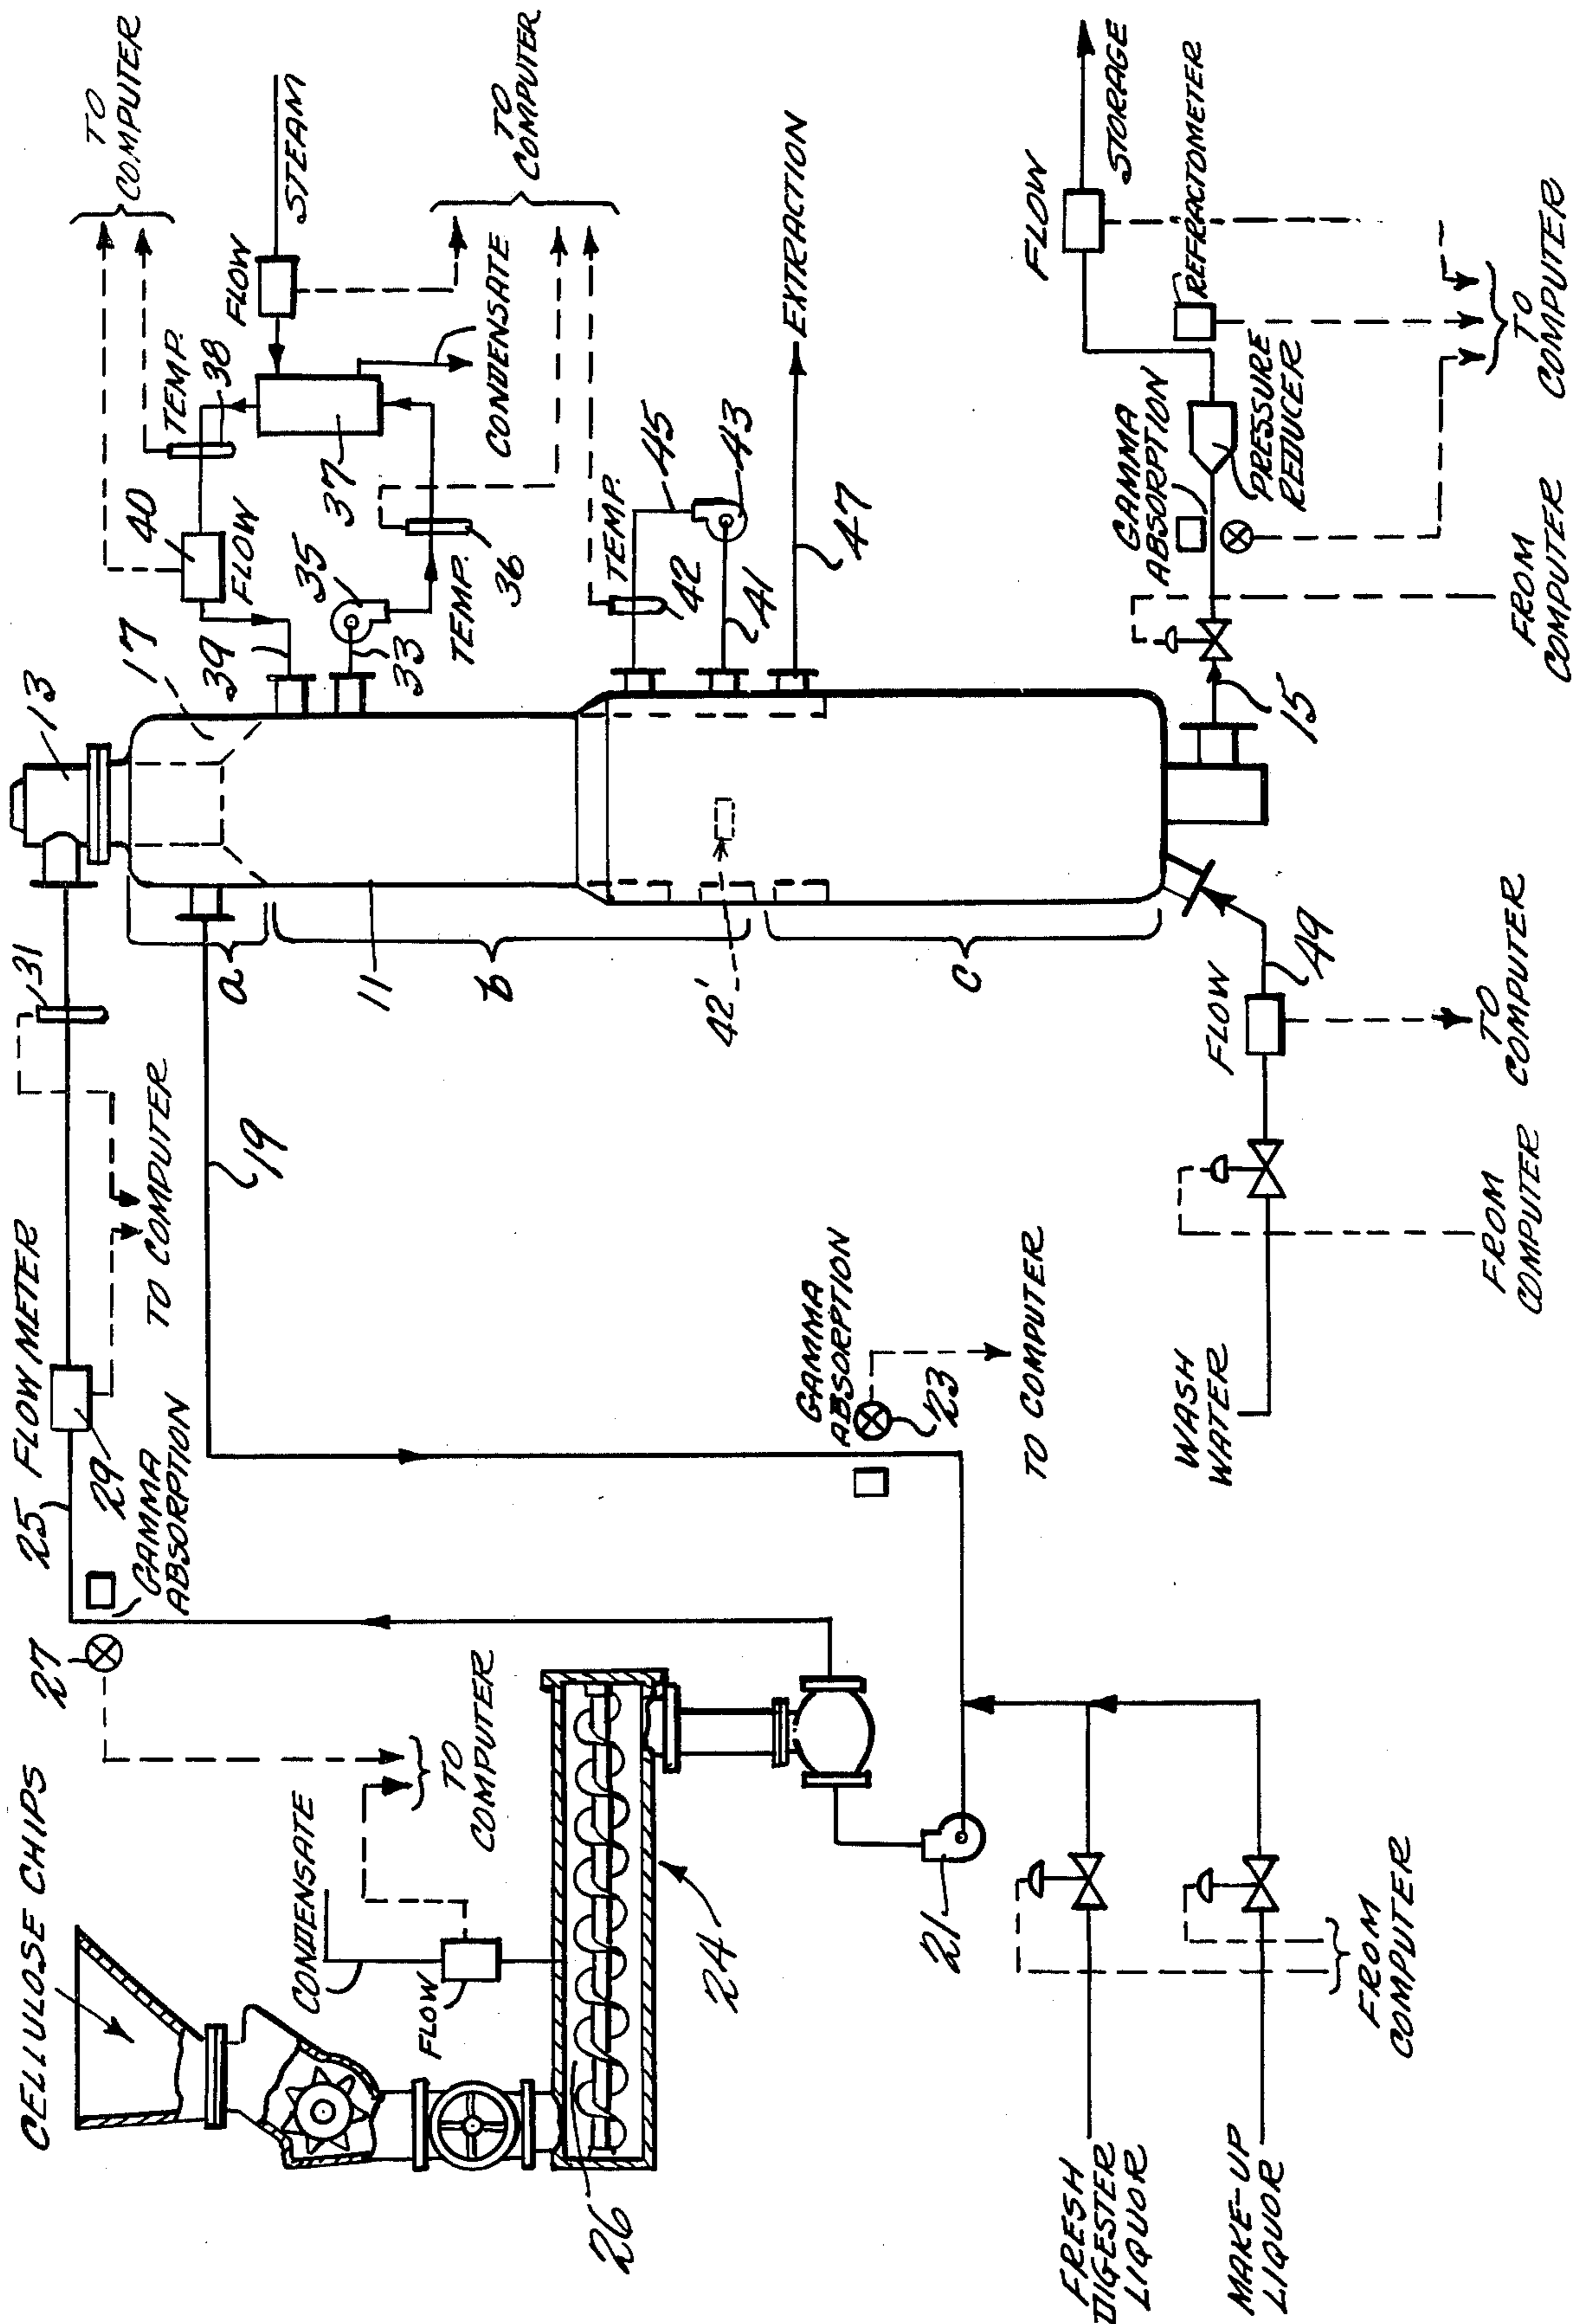 CELLULOSE CHIPS
27
25
FLOW METER
29
GAMMA
ABSORPTION
TO COMPUTER
31
13
17
CONDENSATE
FLOW
TO
COMPUTER
26
24
19
a
b
c
11
42'
39
40
FLOW
TEMP.
38
TO
COMPUTER
FLOW
STEAM
37
CONDENSATE
33
35
TEMP.
36
TO
COMPUTER
TEMP.
42
45
41
43
47
EXTRACTION
21
GAMMA
ABSORPTION
23
TO COMPUTER
FRESH
DIGESTER
LIQUOR
MAKE-UP
LIQUOR
FROM
COMPUTER
WASH
WATER
FROM
COMPUTER
FLOW
49
TO
COMPUTER
15
FROM
COMPUTER
GAMMA
ABSORPTION
PRESSURE
REDUCER
REFRACTOMETER
FLOW
STORAGE
TO
COMPUTER